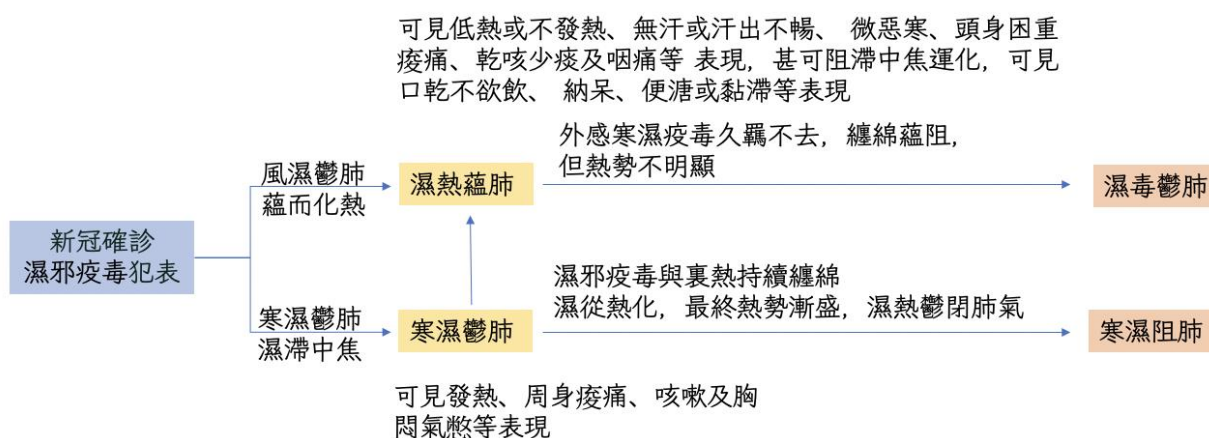 可見低熱或不發熱、無汗或汗出不暢、 微惡寒、頭身困重
痠痛、乾咳少痰及咽痛等 表現，甚可阻滯中焦運化，可見
口乾不欲飲、 納呆、便溏或黏滯等表現
外感寒濕疫毒久羈不去，纏綿蘊阻，
但熱勢不明顯
風濕鬱肺
蘊而化熱
濕熱蘊肺
濕毒鬱肺
新冠確診
濕邪疫毒犯表
濕邪疫毒與裏熱持續纏綿
濕從熱化，最終熱勢漸盛，濕熱鬱閉肺氣
寒濕鬱肺
濕滯中焦
寒濕鬱肺
寒濕阻肺
可見發熱、周身痠痛、咳嗽及胸
悶氣憋等表現